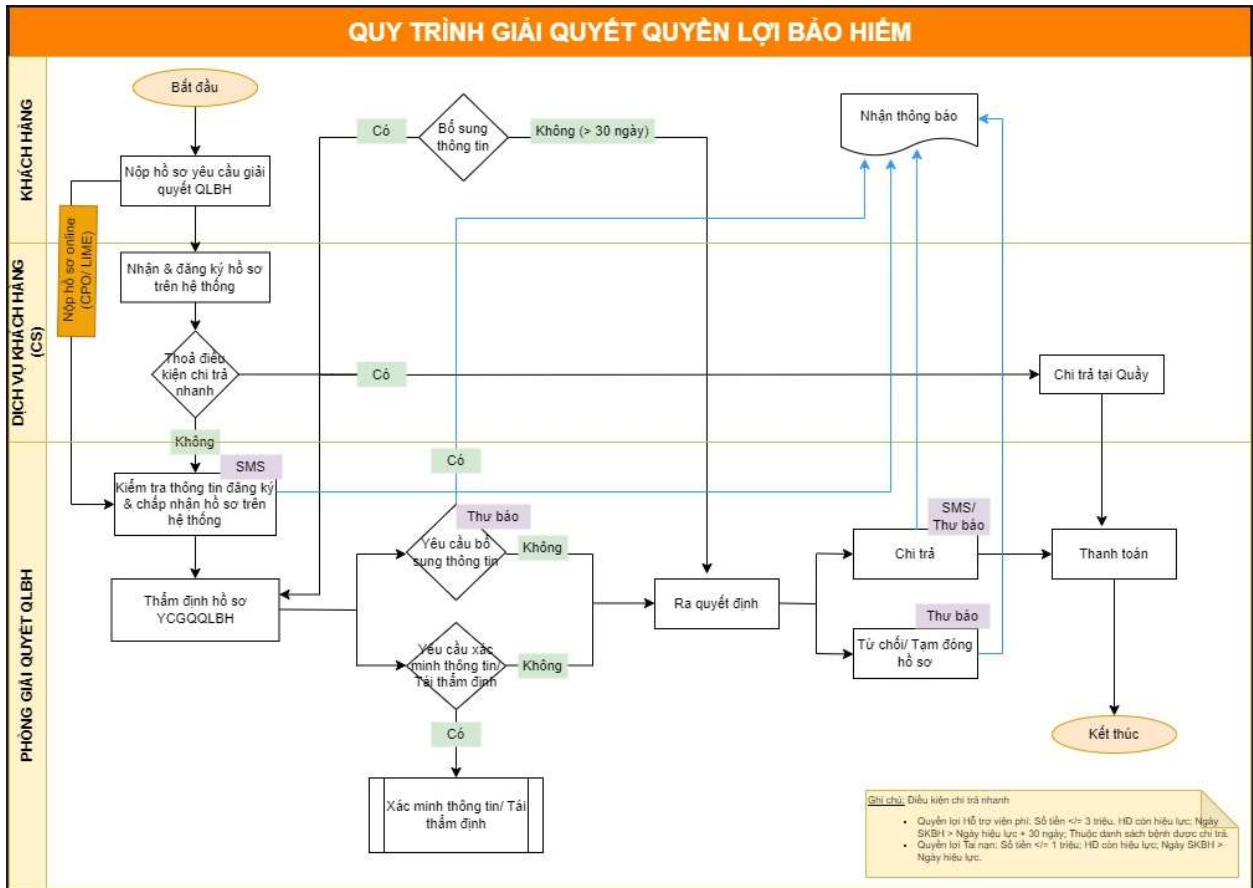 QUY TRÌNH GIẢI QUYẾT QUYỀN LỢI BẢO HIỂM
KHÁCH HÀNG
Bắt đầu
Nộp hồ sơ yêu cầu giải
quyết QLBH
Nộp hồ sơ online
(CPO/ LIME)
Có
Bổ sung
thông tin
Không (> 30 ngày)
Nhận thông báo
DỊCH VỤ KHÁCH HÀNG
(CS)
Nhận & đăng ký hồ sơ
trên hệ thống
Thoả điều
kiện chi trả
nhanh
Có
Chi trả tại Quầy
Không
PHÒNG GIẢI QUYẾT QLBH
SMS
Kiểm tra thông tin đăng ký
& chấp nhận hồ sơ trên
hệ thống
Thẩm định hồ sơ
YCGQQLBH
Có
Thư báo
Yêu cầu bổ
sung thông tin
Không
Yêu cầu xác
minh thông tin/
Tái thẩm định
Không
Có
Xác minh thông tin/ Tái
thẩm định
Ra quyết định
SMS/
Thư báo
Chi trả
Thư báo
Từ chối/ Tạm đóng
hồ sơ
Thanh toán
Kết thúc
Ghi chú: Điều kiện chi trả nhanh
• Quyền lợi Hỗ trợ viện phí: Số tiền </= 3 triệu. HĐ còn hiệu lực; Ngày
SKBH > Ngày hiệu lực + 30 ngày; Thuộc danh sách bệnh được chi trả.
• Quyền lợi Tai nạn: Số tiền </= 1 triệu; HĐ còn hiệu lực; Ngày SKBH >
Ngày hiệu lực.